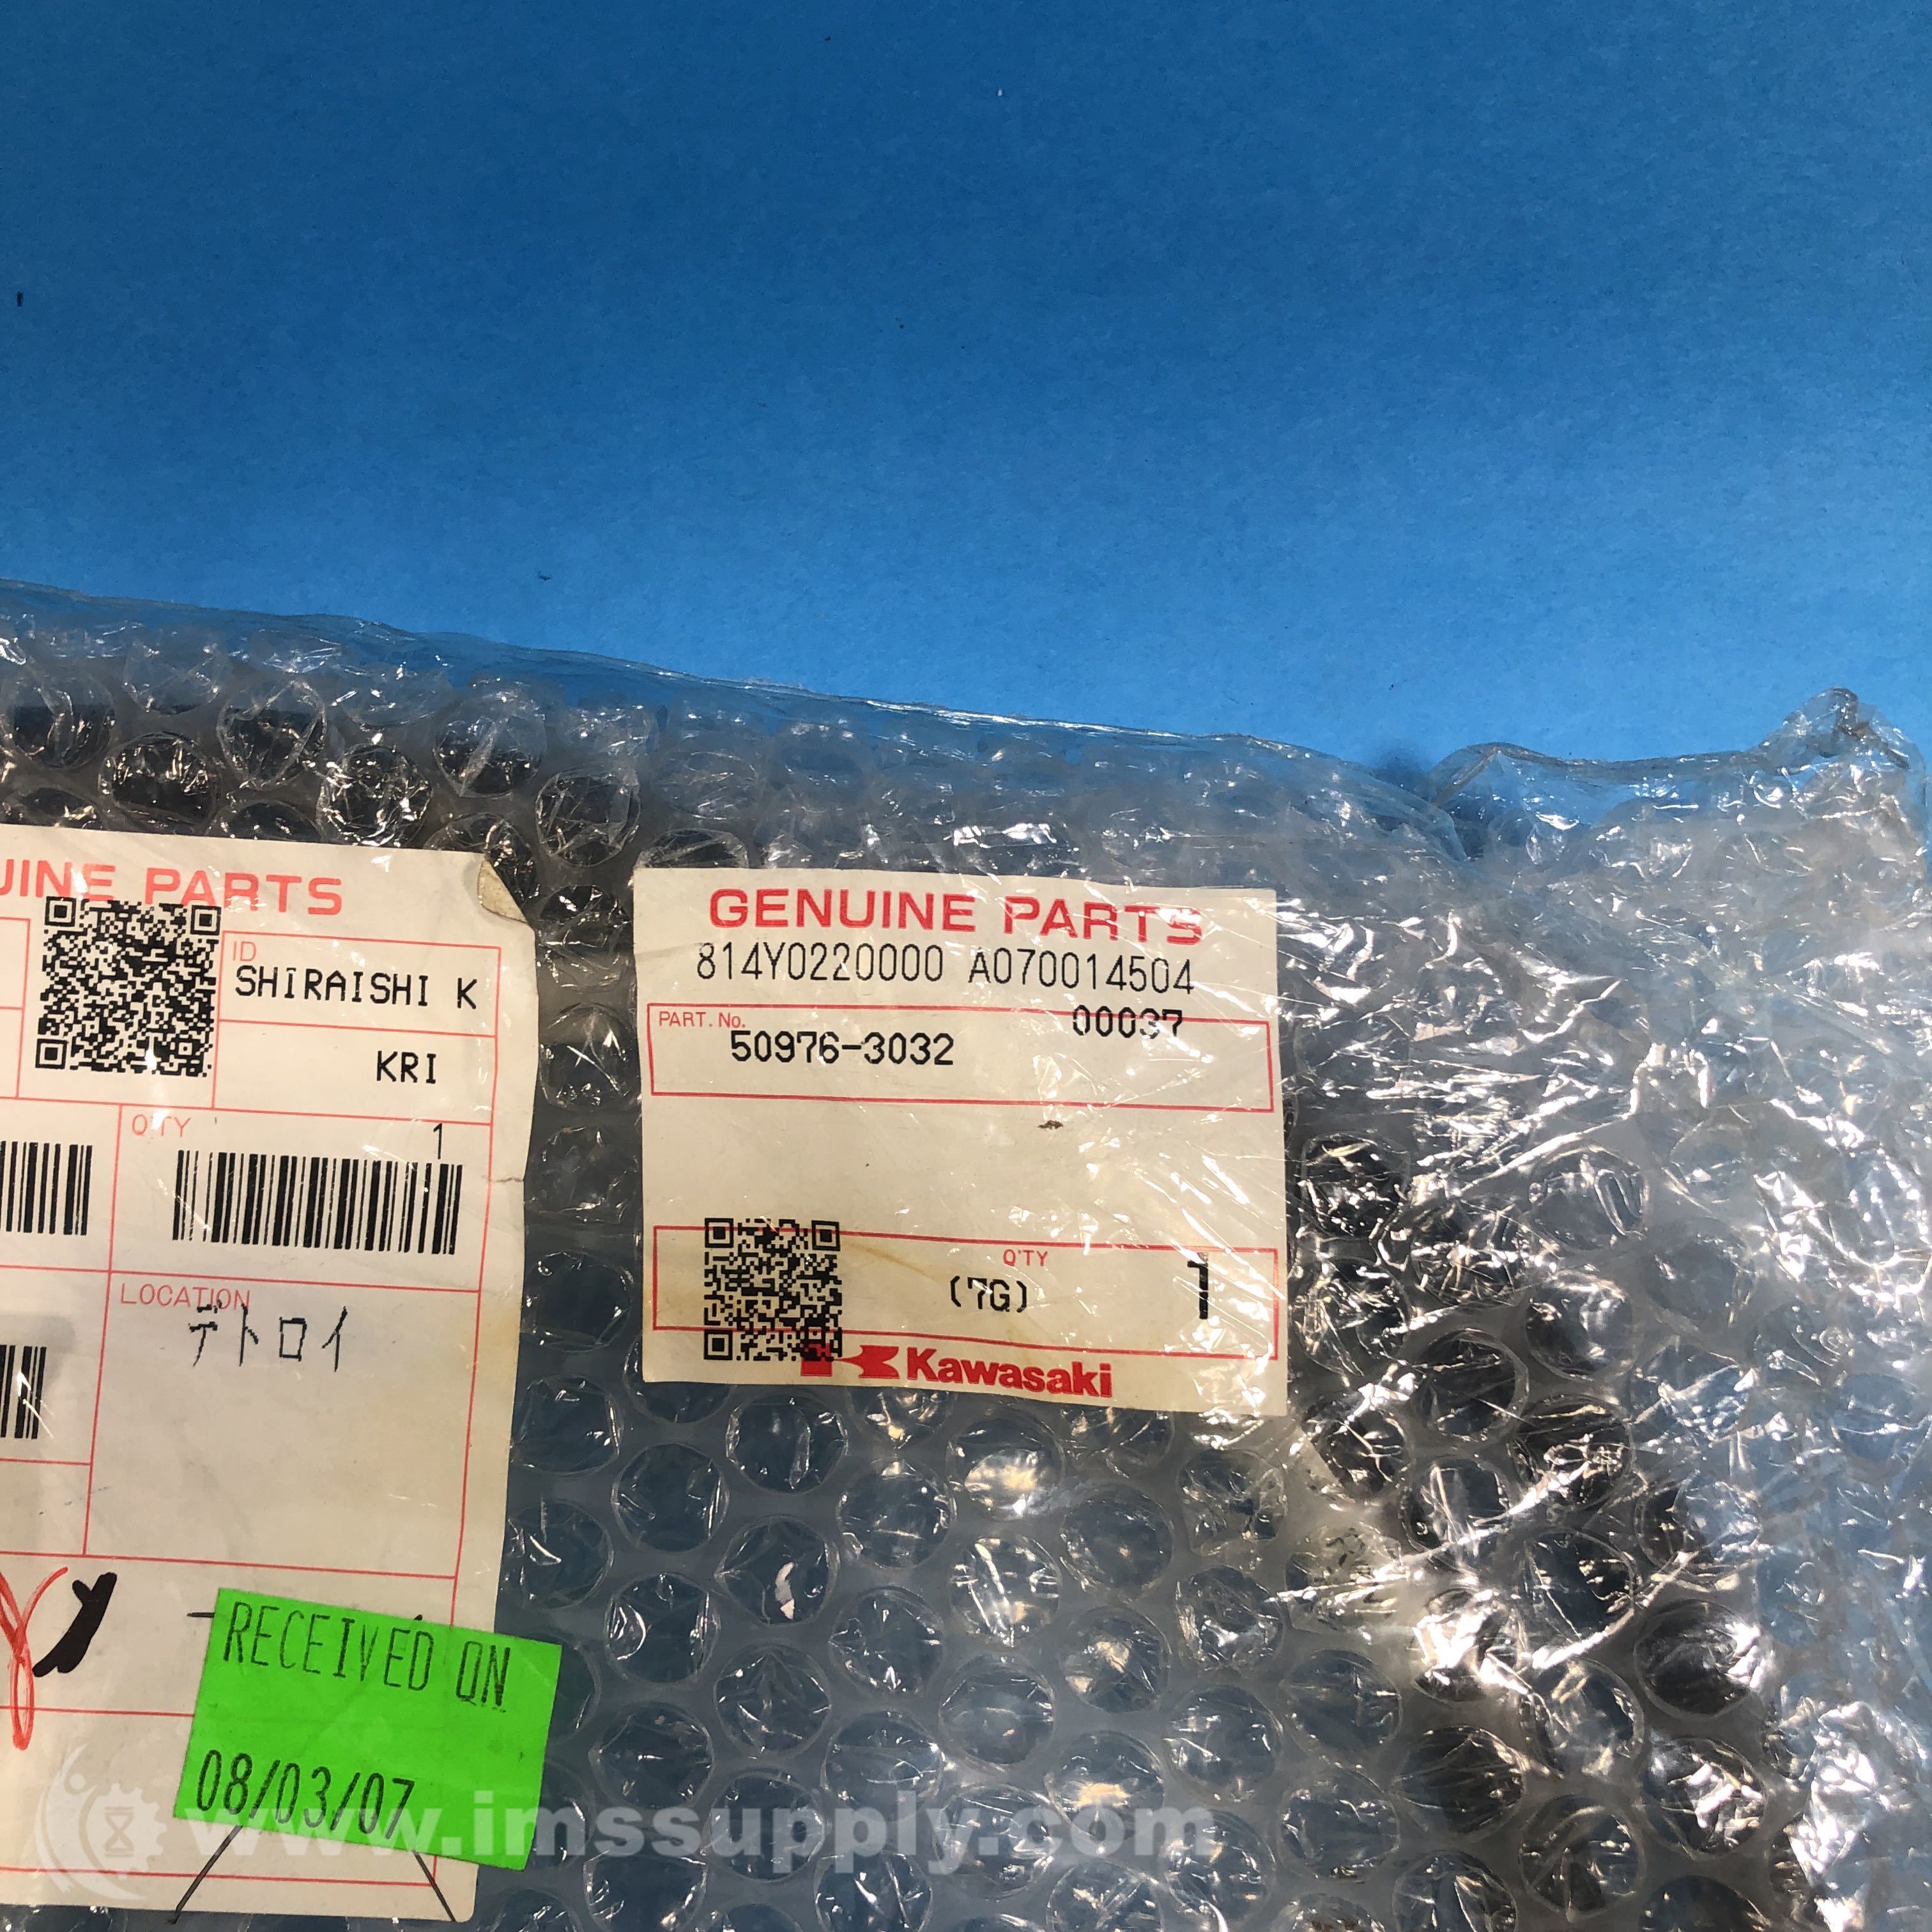 UINE PARTS
ID
SHIRAISHI K
KRI
Q'TY
1
LOCATION
デトロイ
RECEIVED ON
08/03/07
GENUINE PARTS
814Y0220000 A070014504
00037
PART. No.
50976-3032
Q'TY
(7G)
1
Kawasaki
www.imssupply.com